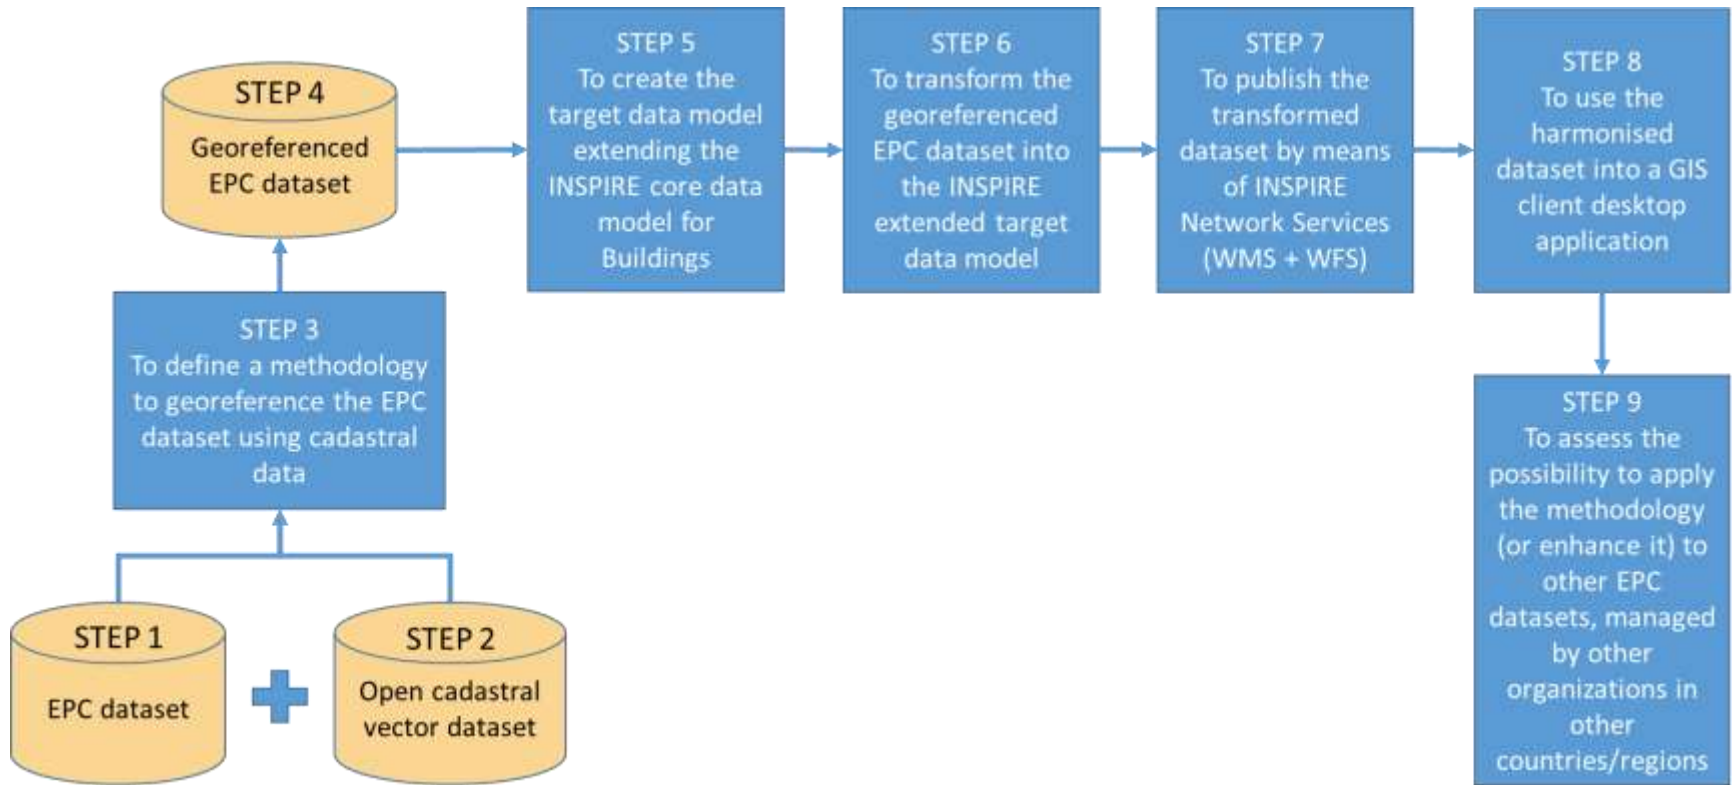 STEP 1
EPC dataset
STEP 2
Open cadastral
vector dataset
STEP 3
To define a methodology
to georeference the EPC
dataset using cadastral
data
STEP 4
Georeferenced
EPC dataset
STEP 5
To create the
target data model
extending the
INSPIRE core data
model for
Buildings
STEP 6
To transform the
georeferenced
EPC dataset into
the INSPIRE
extended target
data model
STEP 7
To publish the
transformed
dataset by means
of INSPIRE
Network Services
(WMS + WFS)
STEP 8
To use the
harmonised
dataset into a GIS
client desktop
application
STEP 9
To assess the
possibility to apply
the methodology
(or enhance it) to
other EPC
datasets, managed
by other
organizations in
other
countries/regions